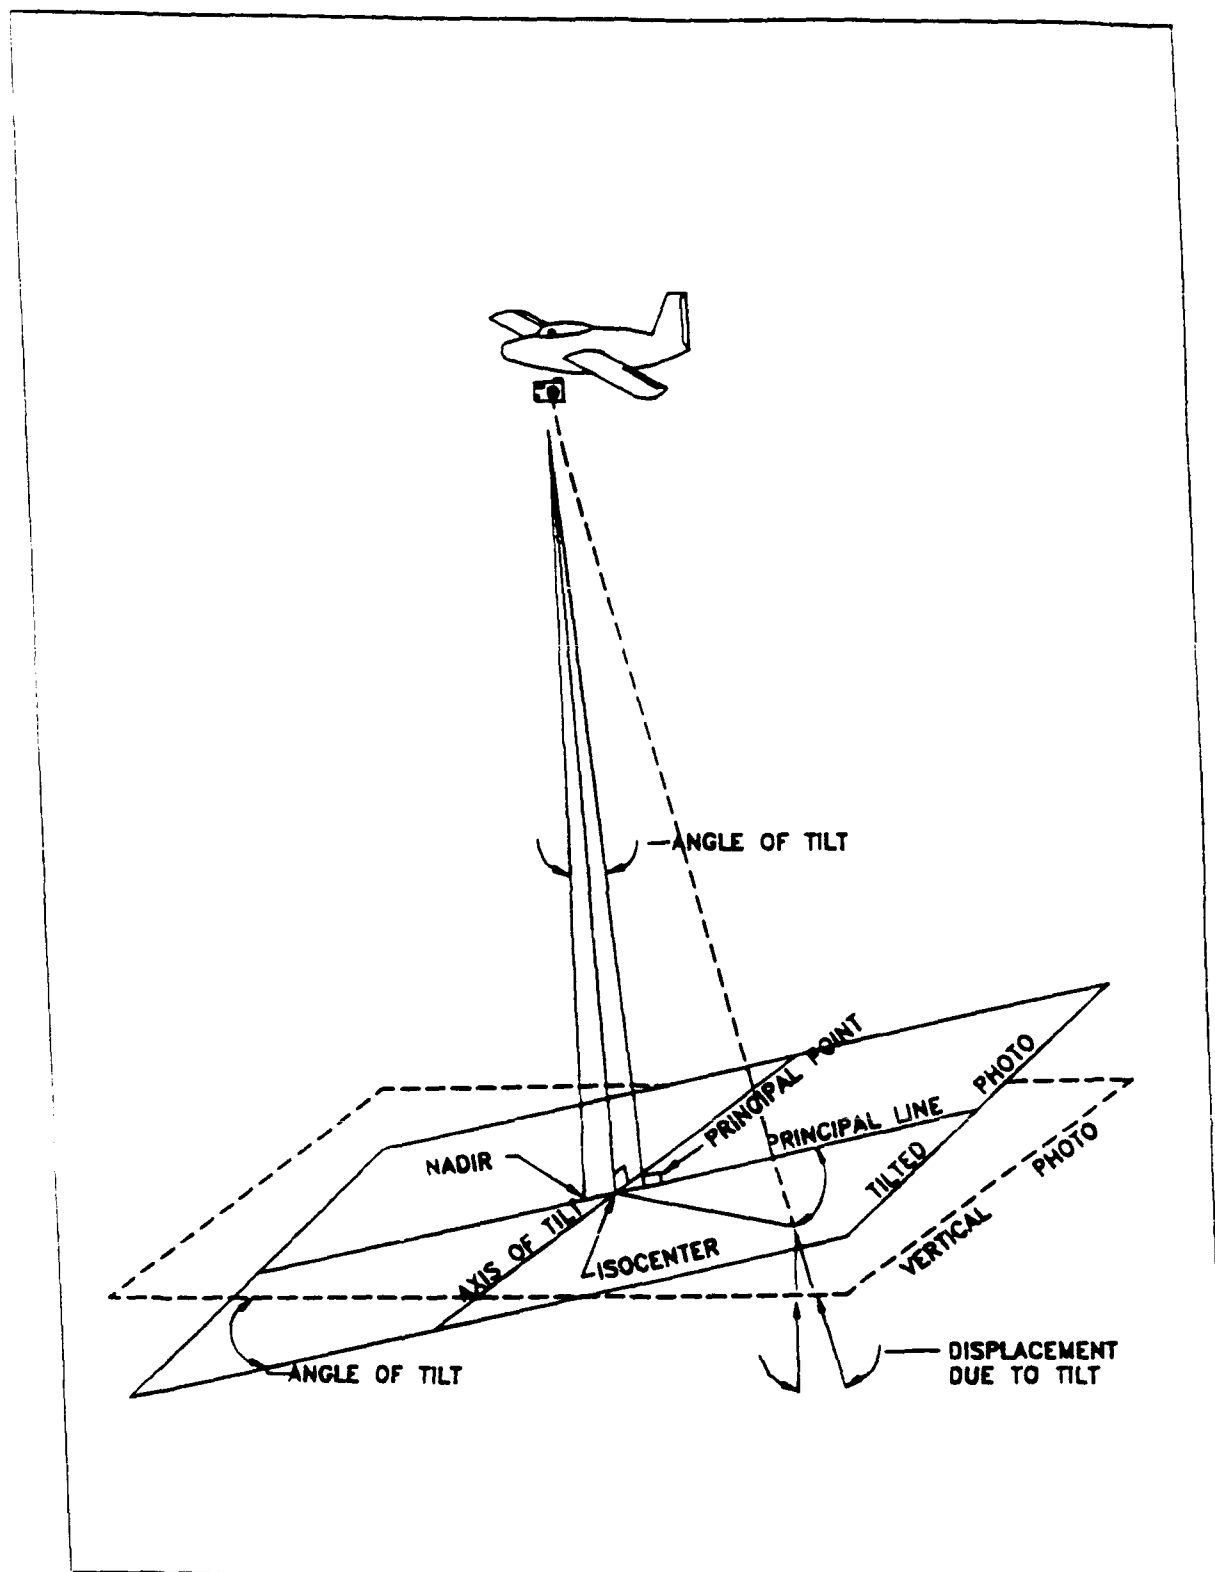 ANGLE OF TILT
PRINCIPAL POINT
PHOTO
PRINCIPAL LINE
TILTED
PHOTO
NADIR
VERTICAL
AXIS OF TILT
ISOCENTER
ANGLE OF TILT
DISPLACEMENT
DUE TO TILT